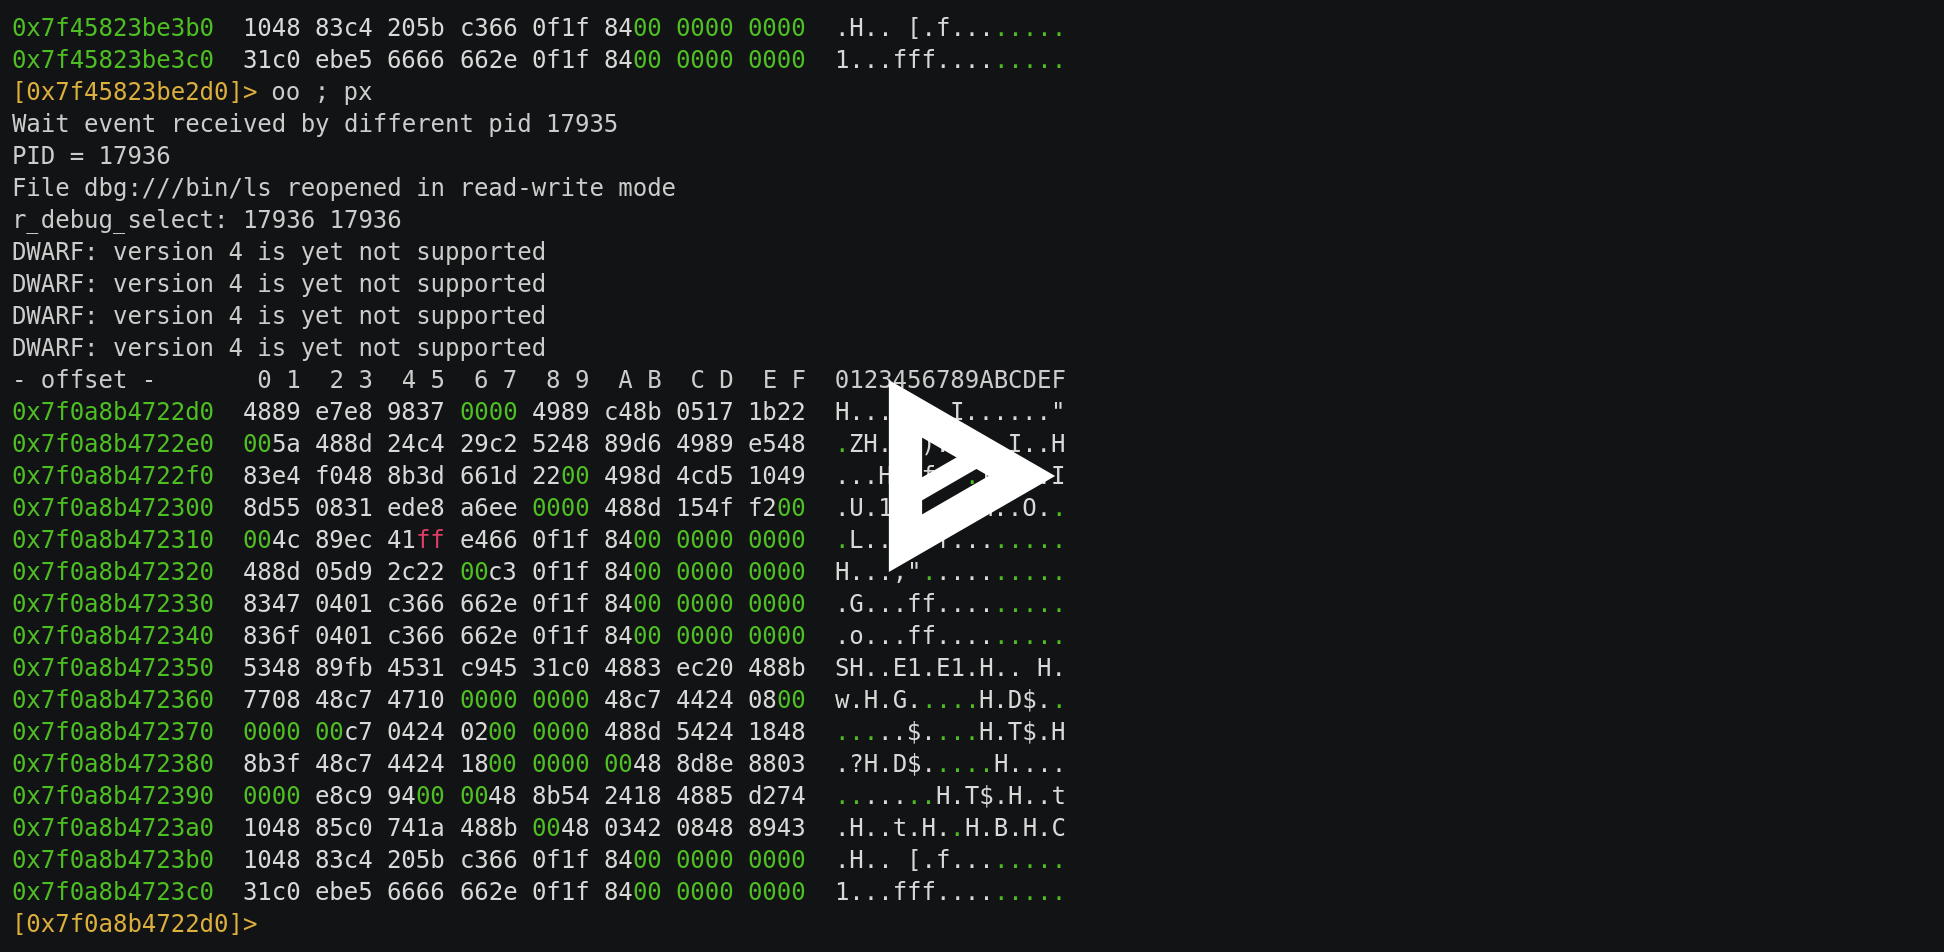 0x7f45823be3b0  1048 83c4 205b c366 0f1f 8400 0000 0000  .H.. [.f........
0x7f45823be3c0  31c0 ebe5 6666 662e 0f1f 8400 0000 0000  1...fff.........
[0x7f45823be2d0]> oo ; px
Wait event received by different pid 17935
PID = 17936
File dbg:///bin/ls reopened in read-write mode
r_debug_select: 17936 17936
DWARF: version 4 is yet not supported
DWARF: version 4 is yet not supported
DWARF: version 4 is yet not supported
DWARF: version 4 is yet not supported
- offset -       0 1  2 3  4 5  6 7  8 9  A B  C D  E F  0123456789ABCDEF
0x7f0a8b4722d0  4889 e7e8 9837 0000 4989 c48b 0517 1b22  H... I......"
0x7f0a8b4722e0  005a 488d 24c4 29c2 5248 89d6 4989 e548  .ZH. ). I..H
0x7f0a8b4722f0  83e4 f048 8b3d 661d 2200 498d 4cd5 1049  ...H f . .I
0x7f0a8b472300  8d55 0831 ede8 a6ee 0000 488d 154f f200  .U.1 ..O..
0x7f0a8b472310  004c 89ec 41ff e466 0f1f 8400 0000 0000  .L.. ........
0x7f0a8b472320  488d 05d9 2c22 00c3 0f1f 8400 0000 0000  H...,"..........
0x7f0a8b472330  8347 0401 c366 662e 0f1f 8400 0000 0000  .G...ff.........
0x7f0a8b472340  836f 0401 c366 662e 0f1f 8400 0000 0000  .o...ff.........
0x7f0a8b472350  5348 89fb 4531 c945 31c0 4883 ec20 488b  SH..E1.E1.H.. H.
0x7f0a8b472360  7708 48c7 4710 0000 0000 48c7 4424 0800  w.H.G.....H.D$..
0x7f0a8b472370  0000 00c7 0424 0200 0000 488d 5424 1848  .....$....H.T$.H
0x7f0a8b472380  8b3f 48c7 4424 1800 0000 0048 8d8e 8803  .?H.D$.....H....
0x7f0a8b472390  0000 e8c9 9400 0048 8b54 2418 4885 d274  .......H.T$.H..t
0x7f0a8b4723a0  1048 85c0 741a 488b 0048 0342 0848 8943  .H..t.H..H.B.H.C
0x7f0a8b4723b0  1048 83c4 205b c366 0f1f 8400 0000 0000  .H.. [.f........
0x7f0a8b4723c0  31c0 ebe5 6666 662e 0f1f 8400 0000 0000  1...fff.........
[0x7f0a8b4722d0]>